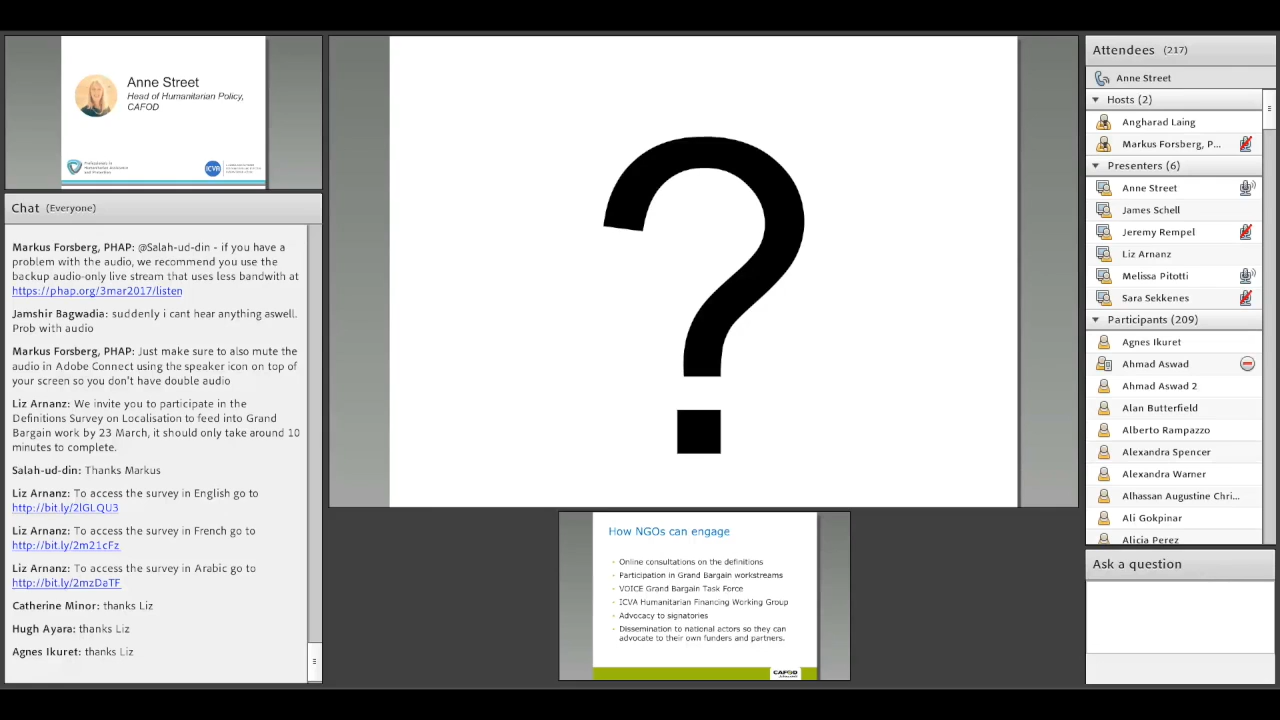 Anne Street
Head of Humanitarian Policy,
CAFOD
Professionals in
Humanitarian Assistance
and Protection
ICVA
Chat (Everyone)
Markus Forsberg, PHAP: @Salah-ud-din - if you have a
problem with the audio, we recommend you use the
backup audio-only live stream that uses less bandwith at
https://phap.org/3mar2017/listen
Jamshir Bagwadia: suddenly i cant hear anything aswell.
Prob with audio
Markus Forsberg, PHAP: Just make sure to also mute the
audio in Adobe Connect using the speaker icon on top of
your screen so you don't have double audio
Liz Arnanz: We invite you to participate in the
Definitions Survey on Localisation to feed into Grand
Bargain work by 23 March, it should only take around 10
minutes to complete.
Salah-ud-din: Thanks Markus
Liz Arnanz: To access the survey in English go to
http://bit.ly/2lGLQU3
Liz Arnanz: To access the survey in French go to
http://bit.ly/2m21cFz
Liz Arnanz: To access the survey in Arabic go to
http://bit.ly/2mzDaTF
Catherine Minor: thanks Liz
Hugh Ayara: thanks Liz
Agnes Ikuret: thanks Liz
?
How NGOs can engage
• Online consultations on the definitions
• Participation in Grand Bargain workstreams
• VOICE Grand Bargain Task Force
• ICVA Humanitarian Financing Working Group
• Advocacy to signatories
• Dissemination to national actors so they can
advocate to their own funders and partners.
CAFOD
Attendees (217)
Anne Street
Hosts (2)
Angharad Laing
Markus Forsberg, P...
Presenters (6)
Anne Street
James Schell
Jeremy Rempel
Liz Arnanz
Melissa Pitotti
Sara Sekkenes
Participants (209)
Agnes Ikuret
Ahmad Aswad
Ahmad Aswad 2
Alan Butterfield
Alberto Rampazzo
Alexandra Spencer
Alexandra Warner
Alhassan Augustine Chri...
Ali Gokpinar
Alicia Perez
Ask a question